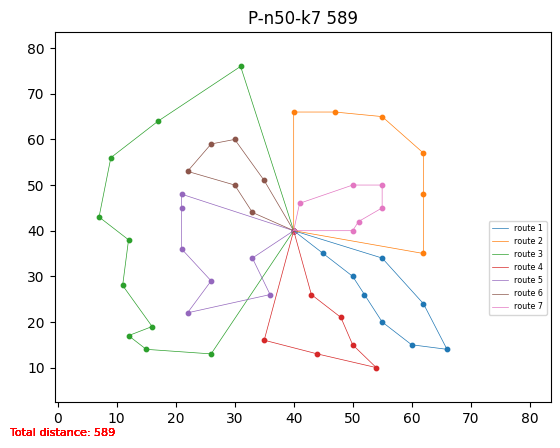 P-n50-k7 589
80
70
60
50
40
30
20
10
0 10 20 30 40 50 60 70 80
route 1
route 2
route 3
route 4
route 5
route 6
route 7
Total distance: 589